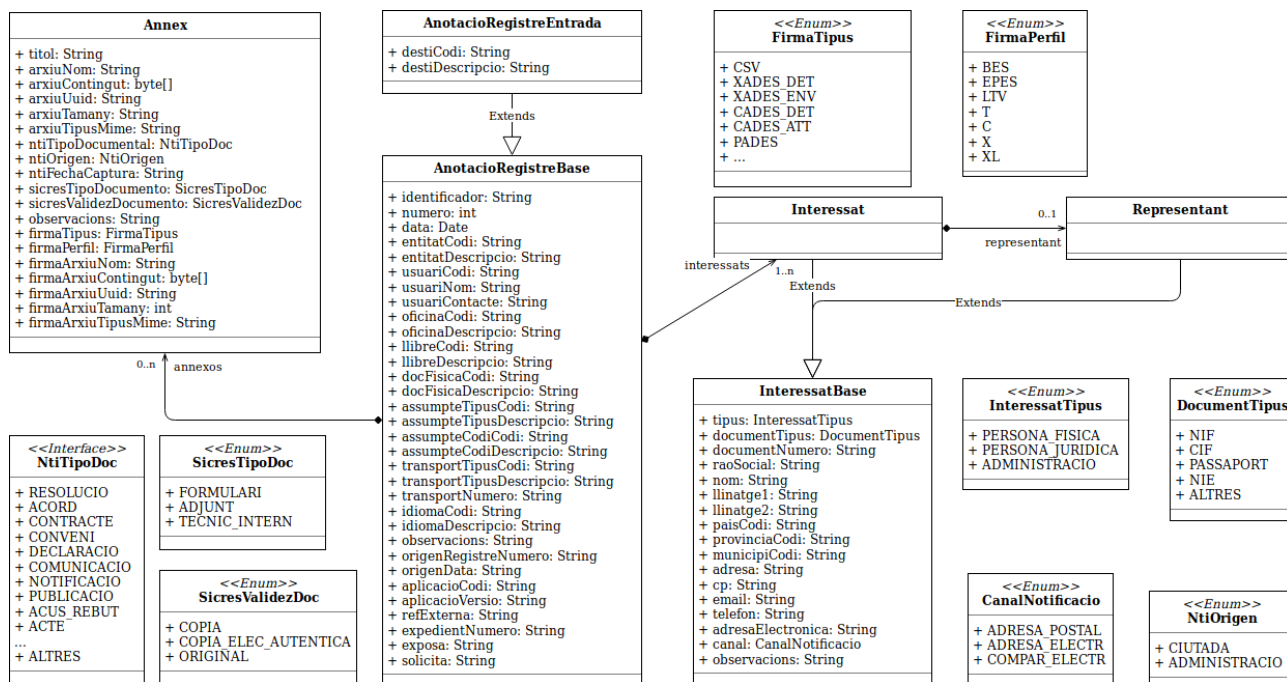 Annex
+ titol: String
+ arxiuNom: String
+ arxiuContingut: byte[]
+ arxiuUuid: String
+ arxiuTamany: String
+ arxiuTipusMime: String
+ ntiTipoDocumental: NtiTipoDoc
+ ntiOrigen: NtiOrigen
+ ntiFechaCaptura: String
+ sicresTipoDocumento: SicresTipoDoc
+ sicresValidezDocumento: SicresValidezDoc
+ observacions: String
+ firmaTipus: FirmaTipus
+ firmaPerfil: FirmaPerfil
+ firmaArxiuNom: String
+ firmaArxiuContingut: byte[]
+ firmaArxiuUuid: String
+ firmaArxiuTamany: int
+ firmaArxiuTipusMime: String
AnotacioRegistreEntrada
+ destiCodi: String
+ destiDescripcio: String
Extends
AnotacioRegistreBase
+ identificador: String
+ numero: int
+ data: Date
+ entitatCodi: String
+ entitatDescripcio: String
+ usuariCodi: String
+ usuariNom: String
+ usuariContacte: String
+ oficinaCodi: String
+ oficinaDescripcio: String
+ llibreCodi: String
+ llibreDescripcio: String
+ docFisicaCodi: String
+ docFisicaDescripcio: String
+ assumpteTipusCodi: String
+ assumpteTipusDescripcio: String
+ assumpteCodiCodi: String
+ assumpteCodiDescripcio: String
+ transportTipusCodi: String
+ transportTipusDescripcio: String
+ transportNumero: String
+ idiomaCodi: String
+ idiomaDescripcio: String
+ observacions: String
+ origenRegistreNumero: String
+ origenData: String
+ aplicacioCodi: String
+ aplicacioVersio: String
+ refExterna: String
+ expedientNumero: String
+ exposa: String
+ solicita: String
<<Enum>>
FirmaTipus
+ CSV
+ XADES_DET
+ XADES_ENV
+ CADES_DET
+ CADES_ATT
+ PADES
+ ...
<<Enum>>
FirmaPerfil
+ BES
+ EPES
+ LTV
+ T
+ C
+ X
+ XL
Interessat
0..1
representant
Representant
interessats
1..n
Extends
Extends
0..n
annexos
InteressatBase
+ tipus: InteressatTipus
+ documentTipus: DocumentTipus
+ documentNumero: String
+ raoSocial: String
+ nom: String
+ llinatge1: String
+ llinatge2: String
+ paisCodi: String
+ provinciaCodi: String
+ municipiCodi: String
+ adresa: String
+ cp: String
+ email: String
+ telefon: String
+ adresaElectronica: String
+ canal: CanalNotificacio
+ observacions: String
<<Enum>>
InteressatTipus
+ PERSONA_FISICA
+ PERSONA_JURIDICA
+ ADMINISTRACIO
<<Enum>>
DocumentTipus
+ NIF
+ CIF
+ PASSAPORT
+ NIE
+ ALTRES
<<Interface>>
NtiTipoDoc
+ RESOLUCIO
+ ACORD
+ CONTRACTE
+ CONVENI
+ DECLARACIO
+ COMUNICACIO
+ NOTIFICACIO
+ PUBLICACIO
+ ACUS_REBUT
+ ACTE
...
+ ALTRES
<<Enum>>
SicresTipoDoc
+ FORMULARI
+ ADJUNT
+ TECNIC_INTERN
<<Enum>>
SicresValidezDoc
+ COPIA
+ COPIA_ELEC_AUTENTICA
+ ORIGINAL
<<Enum>>
CanalNotificacio
+ ADRESA_POSTAL
+ ADRESA_ELECTR
+ COMPAR_ELECTR
<<Enum>>
NtiOrigen
+ CIUTADA
+ ADMINISTRACIO